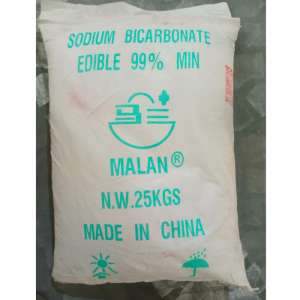 SODIUM BICARBONATE
EDIBLE 99% MIN
MALAN®
N.W.25KGS
MADE IN CHINA